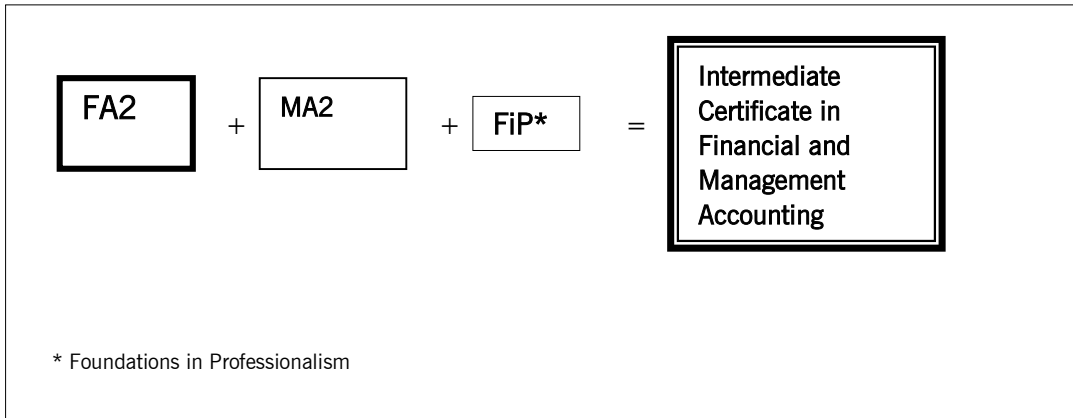 FA2 + MA2 + FiP* =
Intermediate
Certificate in
Financial and
Management
Accounting
* Foundations in Professionalism